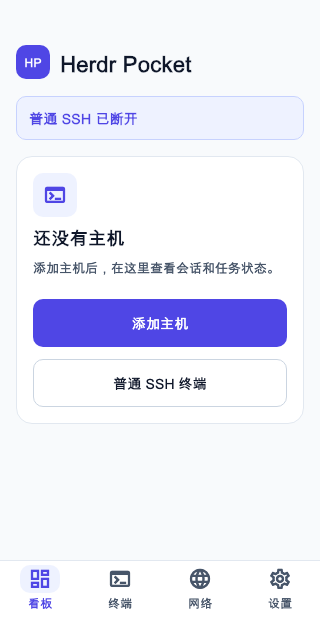 HP
Herdr Pocket
普通 SSH 已断开
还没有主机
添加主机后，在这里查看会话和任务状态。
添加主机
普通 SSH 终端
看板
终端
网络
设置